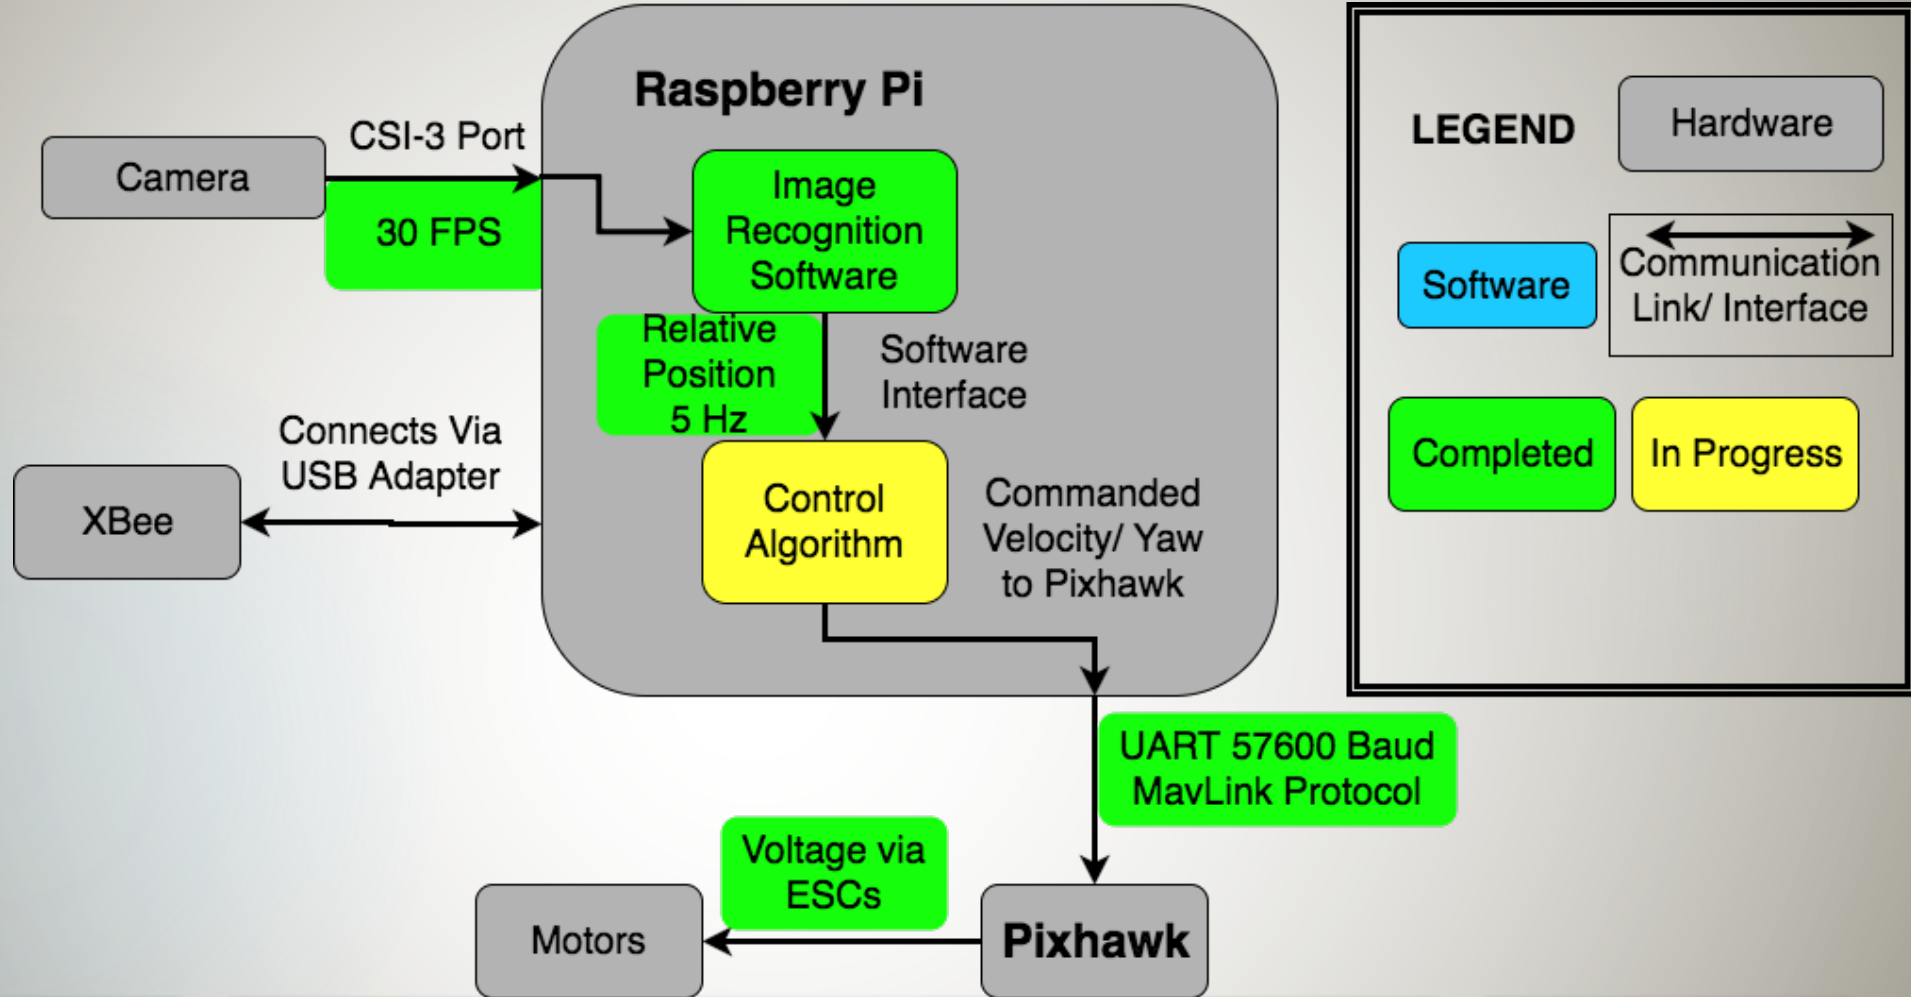 Raspberry Pi
CSI-3 Port
Camera
30 FPS
Image
Recognition
Software
Relative
Position
5 Hz
Software
Interface
Connects Via
USB Adapter
XBee
Control
Algorithm
Commanded
Velocity/ Yaw
to Pixhawk
UART 57600 Baud
MavLink Protocol
Voltage via
ESCs
Motors
Pixhawk
LEGEND
Hardware
Software
Communication
Link/ Interface
Completed
In Progress